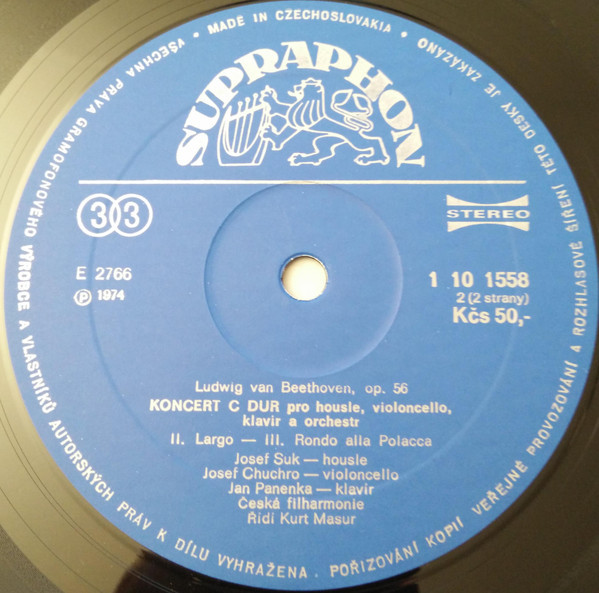 SUPRAPHON
33
STEREO
E 2766
℗ 1974
1 10 1558
2 (2 strany)
Kčs 50,-
Ludwig van Beethoven, op. 56
KONCERT C DUR pro housle, violoncello,
klavír a orchestr
II. Largo — III. Rondo alla Polacca
Josef Suk — housle
Josef Chuchro — violoncello
Jan Panenka — klavír
Česká filharmonie
Řídí Kurt Masur
• MADE IN CZECHOSLOVAKIA • VŠECHNA PRÁVA GRAMOFONOVÉHO VÝROBCE A VLASTNÍKŮ AUTORSKÝCH PRÁV K DÍLU VYHRAŽENA. POŘIZOVÁNÍ KOPIÍ VEŘEJNÉ PROVOZOVÁNÍ A ROZHLASOVÉ ŠÍŘENÍ TÉTO DESKY JE ZAKÁZÁNO